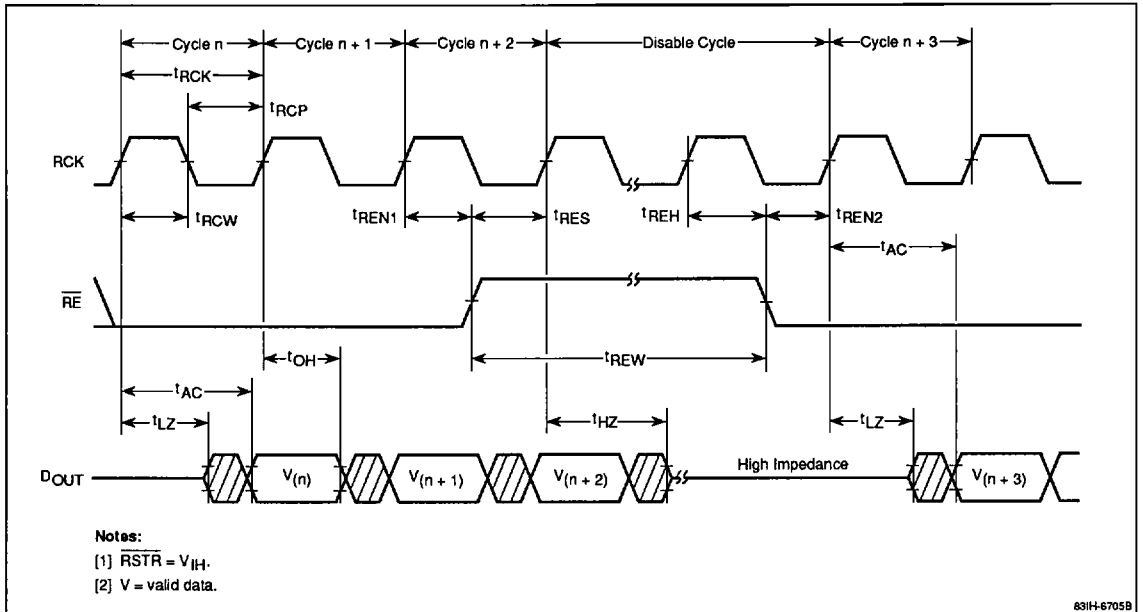 Cycle n Cycle n + 1 Cycle n + 2 Disable Cycle Cycle n + 3
tRCK
tRCP
RCK
tRCW tREN1 tRES tREH tREN2
tAC
RE
tOH tREW
tAC
tLZ tHZ tLZ
DOUT V(n) V(n + 1) V(n + 2) High Impedance V(n + 3)
Notes:
[1] RSTR = VIH.
[2] V = valid data.
83IH-6705B